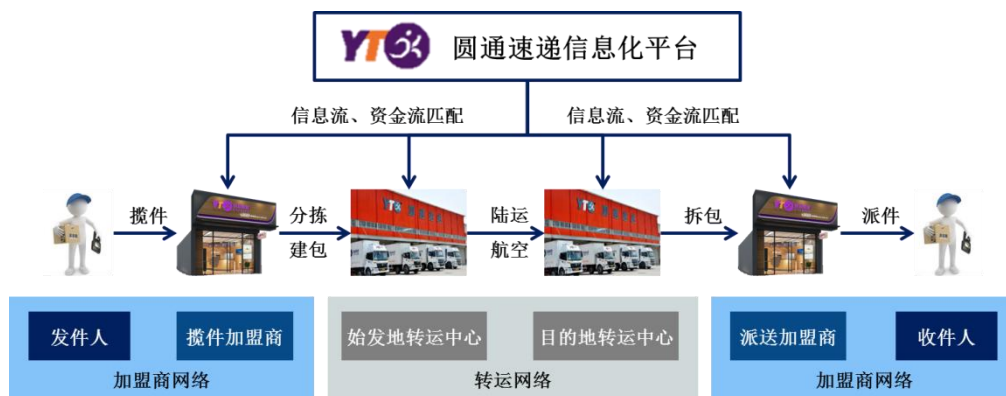 YTO 圆通速递信息化平台
信息流、资金流匹配
信息流、资金流匹配
揽件
分拣
建包
陆运
航空
拆包
派件
发件人
揽件加盟商
始发地转运中心
目的地转运中心
派送加盟商
收件人
加盟商网络
转运网络
加盟商网络